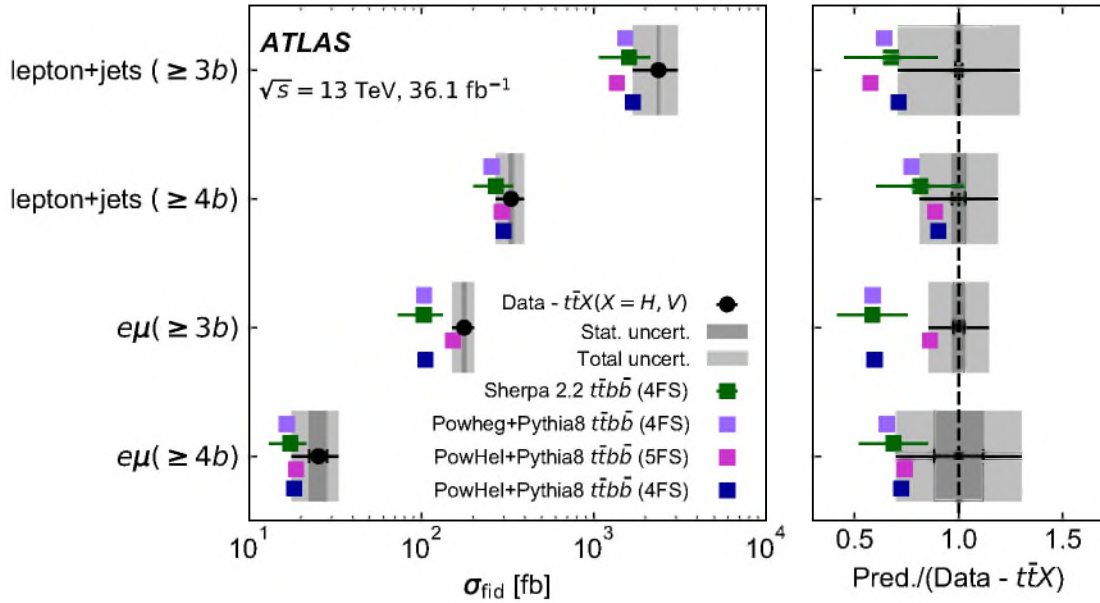 ATLAS
√s = 13 TeV, 36.1 fb⁻¹
lepton+jets ( ≥ 3b)
lepton+jets ( ≥ 4b)
eμ( ≥ 3b)
eμ( ≥ 4b)
Data - tt̄X(X = H, V)
Stat. uncert.
Total uncert.
Sherpa 2.2 tt̄bb̄ (4FS)
Powheg+Pythia8 tt̄bb̄ (4FS)
PowHel+Pythia8 tt̄bb̄ (5FS)
PowHel+Pythia8 tt̄bb̄ (4FS)
10¹ 10² 10³ 10⁴
σfid [fb]
0.5 1.0 1.5
Pred./(Data - tt̄X)